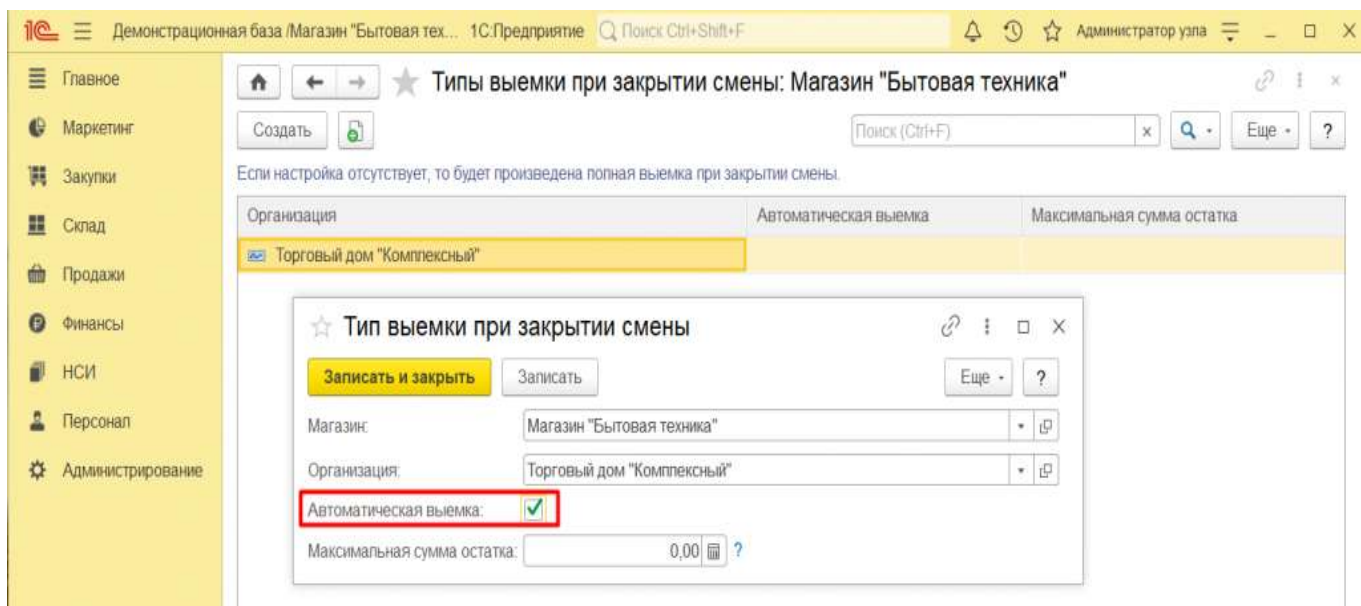 1С Демонстрационная база /Магазин "Бытовая тех... 1С:Предприятие Поиск Ctrl+Shift+F Администратор узла
Главное
Маркетинг
Закупки
Склад
Продажи
Финансы
НСИ
Персонал
Администрирование
Типы выемки при закрытии смены: Магазин "Бытовая техника"
Создать Поиск (Ctrl+F) x Еще ?
Если настройка отсутствует, то будет произведена полная выемка при закрытии смены.
Организация Автоматическая выемка Максимальная сумма остатка
Торговый дом "Комплексный"
Тип выемки при закрытии смены
Записать и закрыть Записать Еще ?
Магазин: Магазин "Бытовая техника"
Организация: Торговый дом "Комплексный"
Автоматическая выемка:
Максимальная сумма остатка: 0,00 ?